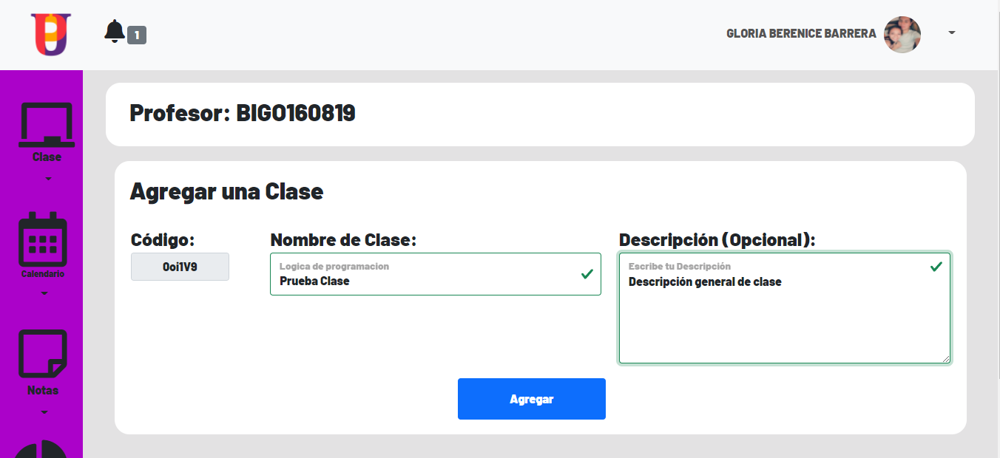 1
GLORIA BERENICE BARRERA
Clase
Calendario
Notas
Profesor: BIGO160819
Agregar una Clase
Código:
Ooi1V9
Nombre de Clase:
Logica de programacion
Prueba Clase
Descripción (Opcional):
Escribe tu Descripción
Descripción general de clase
Agregar